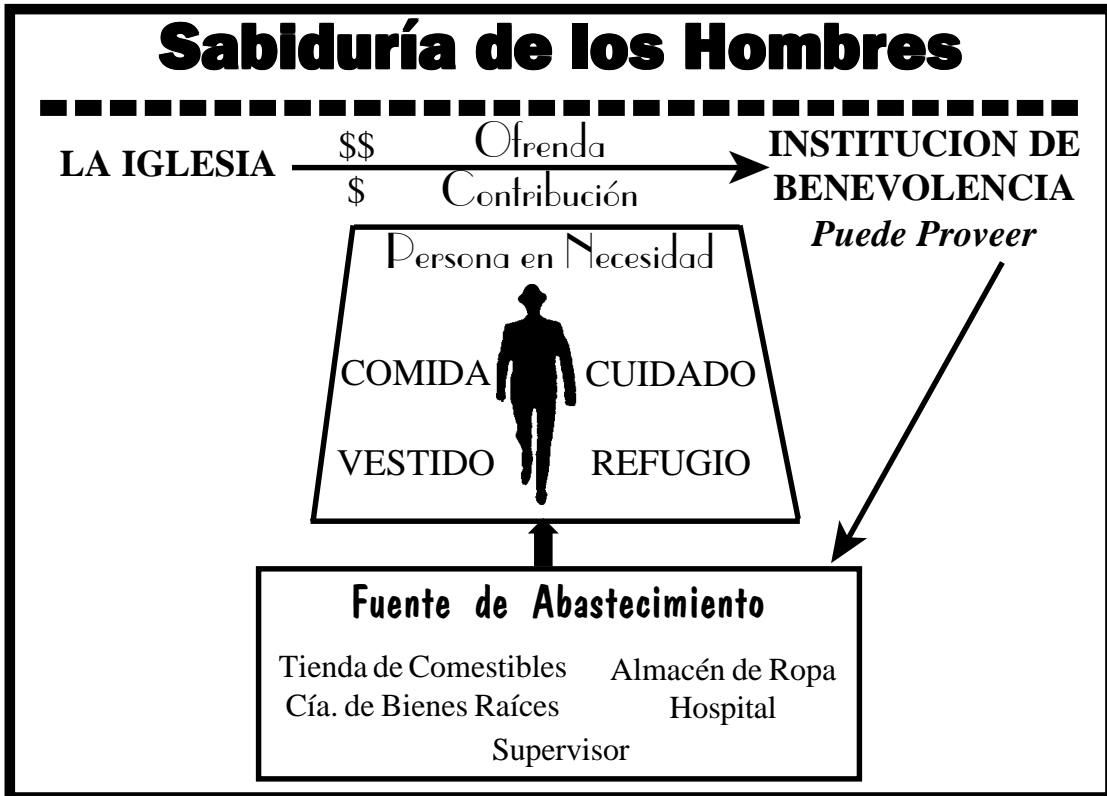 Sabiduría de los Hombres
LA IGLESIA
$$ Ofrenda
$ Contribución
INSTITUCION DE
BENEVOLENCIA
Puede Proveer
Persona en Necesidad
COMIDA CUIDADO
VESTIDO REFUGIO
Fuente de Abastecimiento
Tienda de Comestibles Almacén de Ropa
Cía. de Bienes Raíces Hospital
Supervisor